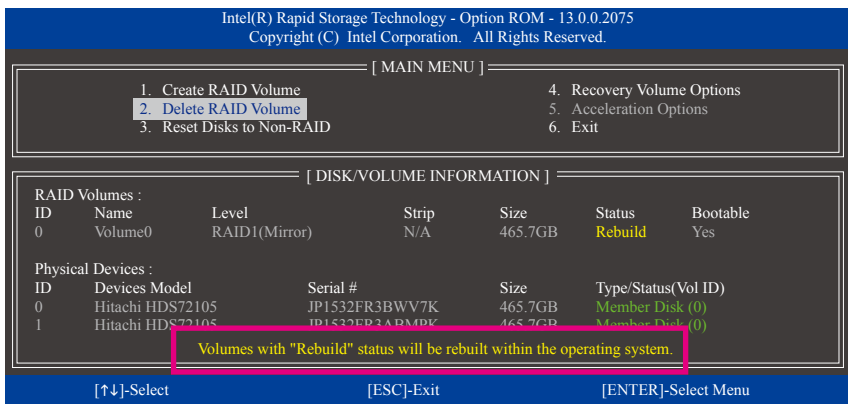 Intel(R) Rapid Storage Technology - Option ROM - 13.0.0.2075
Copyright (C) Intel Corporation. All Rights Reserved.
[ MAIN MENU ]
1. Create RAID Volume 4. Recovery Volume Options
2. Delete RAID Volume 5. Acceleration Options
3. Reset Disks to Non-RAID 6. Exit
[ DISK/VOLUME INFORMATION ]
RAID Volumes :
ID Name Level Strip Size Status Bootable
0 Volume0 RAID1(Mirror) N/A 465.7GB Rebuild Yes
Physical Devices :
ID Devices Model Serial # Size Type/Status(Vol ID)
0 Hitachi HDS72105 JP1532FR3BWV7K 465.7GB Member Disk (0)
1 Hitachi HDS72105 JP1532FR3ABMPK 465.7GB Member Disk (0)
Volumes with "Rebuild" status will be rebuilt within the operating system.
[↑↓]-Select [ESC]-Exit [ENTER]-Select Menu